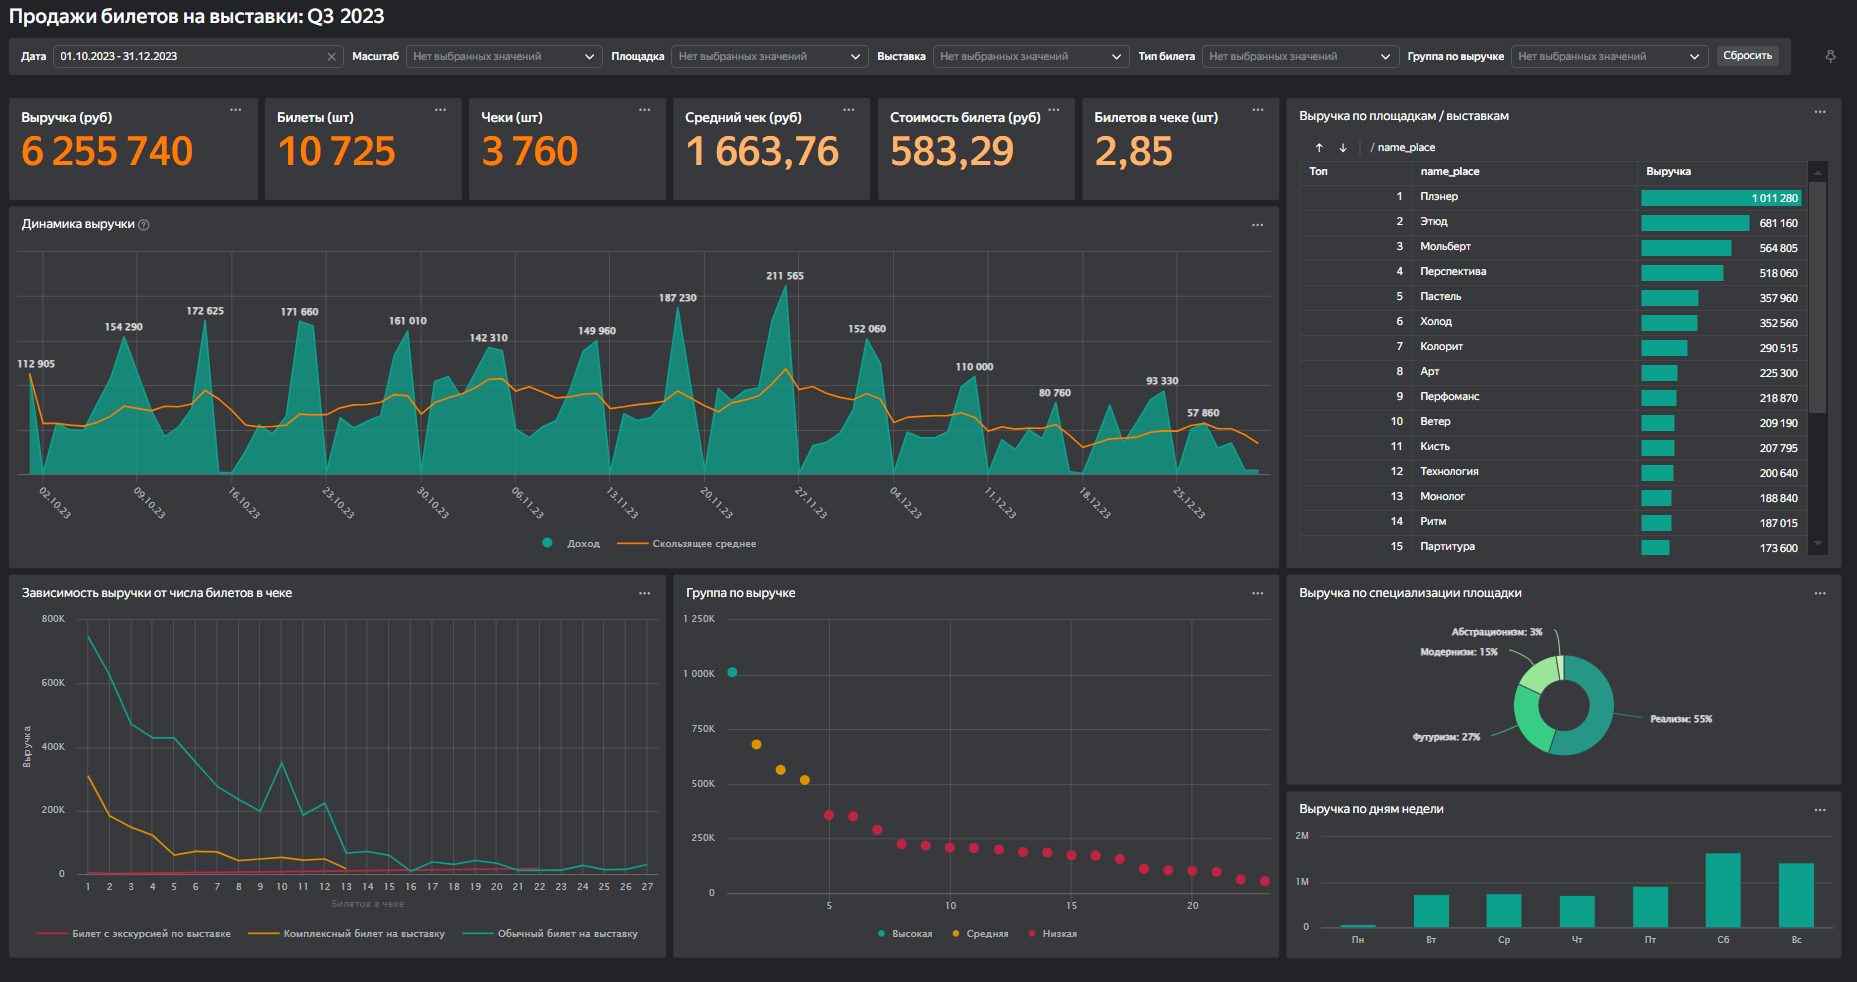 Продажи билетов на выставки: Q3 2023
Дата 01.10.2023 - 31.12.2023 Масштаб Нет выбранных значений Площадка Нет выбранных значений Выставка Нет выбранных значений Тип билета Нет выбранных значений Группа по выручке Нет выбранных значений Сбросить
Выручка (руб)
6 255 740
Билеты (шт)
10 725
Чеки (шт)
3 760
Средний чек (руб)
1 663,76
Стоимость билета (руб)
583,29
Билетов в чеке (шт)
2,85
Выручка по площадкам / выставкам
/ name_place
Топ name_place Выручка
1 Плэнер 1 011 280
2 Этюд 681 160
3 Мольберт 564 805
4 Перспектива 518 060
5 Пастель 357 960
6 Холод 352 560
7 Колорит 290 515
8 Арт 225 300
9 Перфоманс 218 870
10 Ветер 209 190
11 Кисть 207 795
12 Технология 200 640
13 Монолог 188 840
14 Ритм 187 015
15 Партитура 173 600
Динамика выручки
112 905
154 290
172 625
171 660
161 010
142 310
149 960
187 230
211 565
152 060
110 000
80 760
93 330
57 860
02.10.23 09.10.23 16.10.23 23.10.23 30.10.23 06.11.23 13.11.23 20.11.23 27.11.23 04.12.23 11.12.23 18.12.23 25.12.23
Доход Скользящее среднее
Зависимость выручки от числа билетов в чеке
Выручка
800K
600K
400K
200K
0
1 2 3 4 5 6 7 8 9 10 11 12 13 14 15 16 17 18 19 20 21 22 23 24 25 26 27
Билетов в чеке
Билет с экскурсией по выставке Комплексный билет на выставку Обычный билет на выставку
Группа по выручке
1 250K
1 000K
750K
500K
250K
0
5 10 15 20
Высокая Средняя Низкая
Выручка по специализации площадки
Абстракционизм: 3%
Модернизм: 15%
Реализм: 55%
Футуризм: 27%
Выручка по дням недели
2M
1M
0
Пн Вт Ср Чт Пт Сб Вс